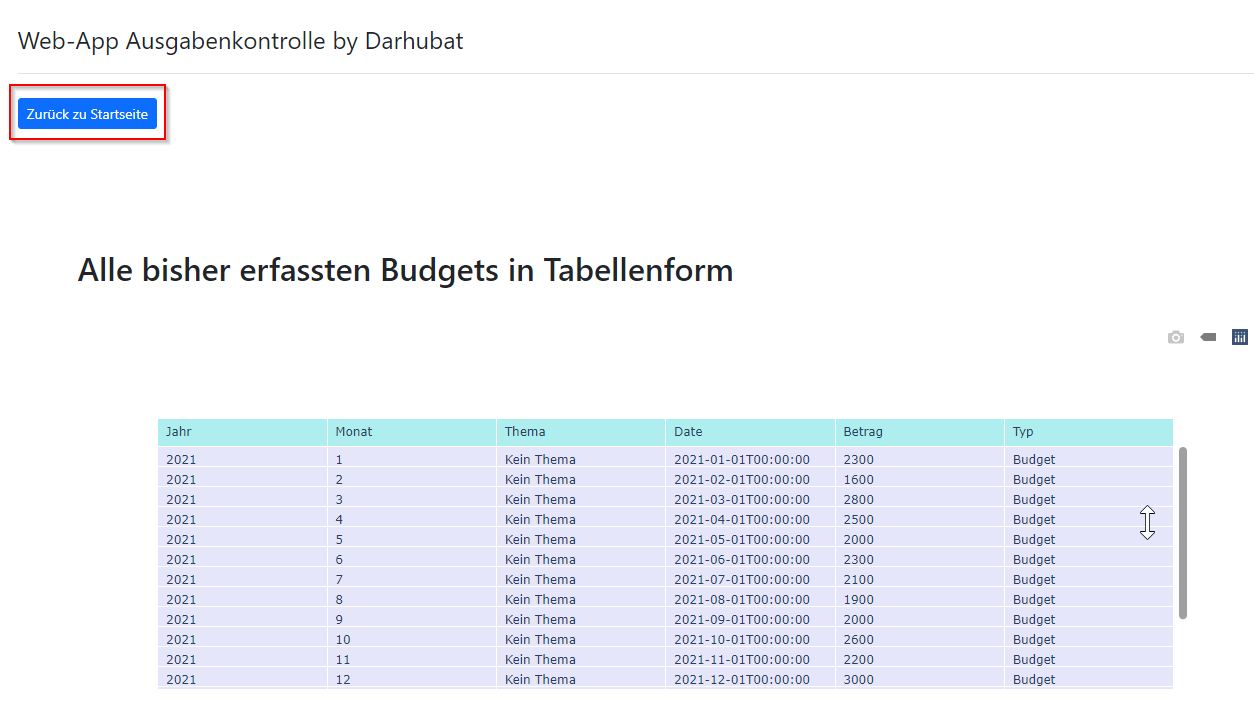 Web-App Ausgabenkontrolle by Darhubat
Zurück zu Startseite
Alle bisher erfassten Budgets in Tabellenform
Jahr Monat Thema Date Betrag Typ
2021 1 Kein Thema 2021-01-01T00:00:00 2300 Budget
2021 2 Kein Thema 2021-02-01T00:00:00 1600 Budget
2021 3 Kein Thema 2021-03-01T00:00:00 2800 Budget
2021 4 Kein Thema 2021-04-01T00:00:00 2500 Budget
2021 5 Kein Thema 2021-05-01T00:00:00 2000 Budget
2021 6 Kein Thema 2021-06-01T00:00:00 2300 Budget
2021 7 Kein Thema 2021-07-01T00:00:00 2100 Budget
2021 8 Kein Thema 2021-08-01T00:00:00 1900 Budget
2021 9 Kein Thema 2021-09-01T00:00:00 2000 Budget
2021 10 Kein Thema 2021-10-01T00:00:00 2600 Budget
2021 11 Kein Thema 2021-11-01T00:00:00 2200 Budget
2021 12 Kein Thema 2021-12-01T00:00:00 3000 Budget